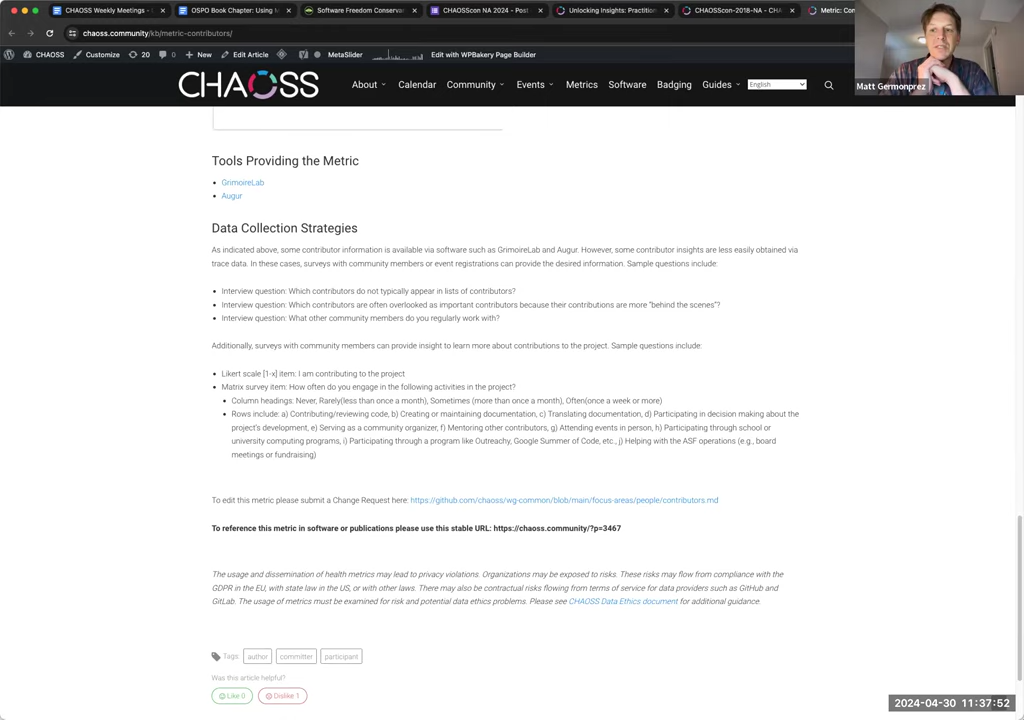 CHAOSS Weekly Meetings -
OSPO Book Chapter: Using
Software Freedom Conserva
CHAOSScon NA 2024 - Post
Unlocking Insights: Practition
CHAOSScon-2018-NA - CHA
Metric: Con
chaoss.community/kb/metric-contributors/
CHAOSS Customize 20 0 New Edit Article MetaSlider Edit with WPBakery Page Builder
Matt Germonprez
CHAOSS About Calendar Community Events Metrics Software Badging Guides English
Tools Providing the Metric
• GrimoireLab
• Augur
Data Collection Strategies
As indicated above, some contributor information is available via software such as GrimoireLab and Augur. However, some contributor insights are less easily obtained via
trace data. In these cases, surveys with community members or event registrations can provide the desired information. Sample questions include:
• Interview question: Which contributors do not typically appear in lists of contributors?
• Interview question: Which contributors are often overlooked as important contributors because their contributions are more "behind the scenes"?
• Interview question: What other community members do you regularly work with?
Additionally, surveys with community members can provide insight to learn more about contributions to the project. Sample questions include:
• Likert scale [1-x] item: I am contributing to the project
• Matrix survey item: How often do you engage in the following activities in the project?
• Column headings: Never, Rarely(less than once a month), Sometimes (more than once a month), Often(once a week or more)
• Rows include: a) Contributing/reviewing code, b) Creating or maintaining documentation, c) Translating documentation, d) Participating in decision making about the
project's development, e) Serving as a community organizer, f) Mentoring other contributors, g) Attending events in person, h) Participating through school or
university computing programs, i) Participating through a program like Outreachy, Google Summer of Code, etc., j) Helping with the ASF operations (e.g., board
meetings or fundraising)
To edit this metric please submit a Change Request here: https://github.com/chaoss/wg-common/blob/main/focus-areas/people/contributors.md
To reference this metric in software or publications please use this stable URL: https://chaoss.community/?p=3467
The usage and dissemination of health metrics may lead to privacy violations. Organizations may be exposed to risks. These risks may flow from compliance with the
GDPR in the EU, with state law in the US, or with other laws. There may also be contractual risks flowing from terms of service for data providers such as GitHub and
GitLab. The usage of metrics must be examined for risk and potential data ethics problems. Please see CHAOSS Data Ethics document for additional guidance.
Tags: author committer participant
Was this article helpful?
Like 0 Dislike 1
2024-04-30 11:37:52